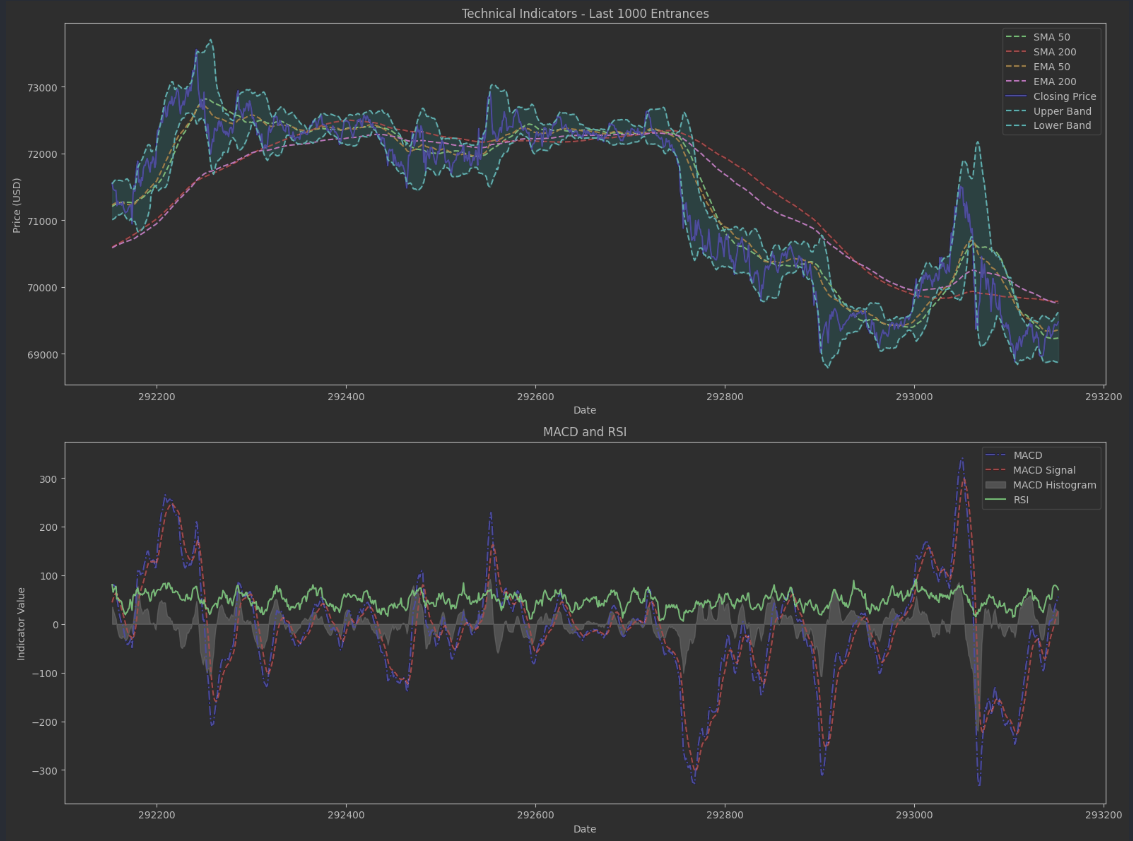 Technical Indicators - Last 1000 Entrances
SMA 50
SMA 200
EMA 50
EMA 200
Closing Price
Upper Band
Lower Band
Price (USD)
73000
72000
71000
70000
69000
292200
292400
292600
292800
293000
293200
Date
MACD and RSI
MACD
MACD Signal
MACD Histogram
RSI
Indicator Value
300
200
100
0
−100
−200
−300
292200
292400
292600
292800
293000
293200
Date